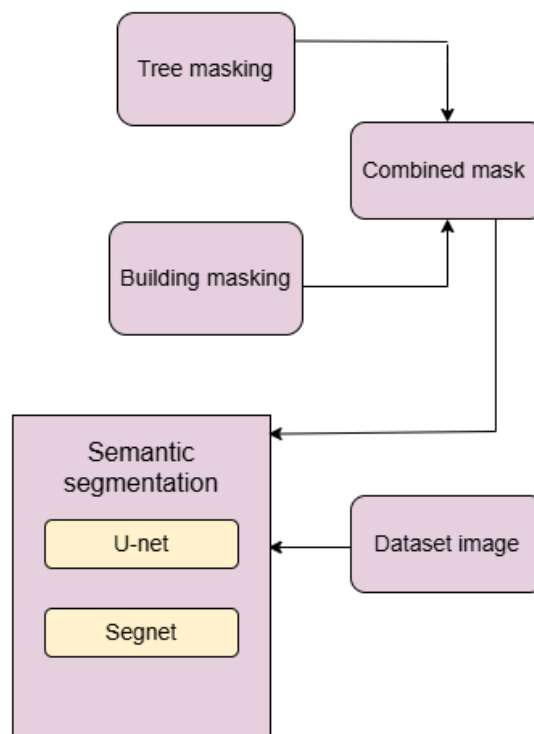 Tree masking
Combined mask
Building masking
Semantic
segmentation
U-net
Segnet
Dataset image